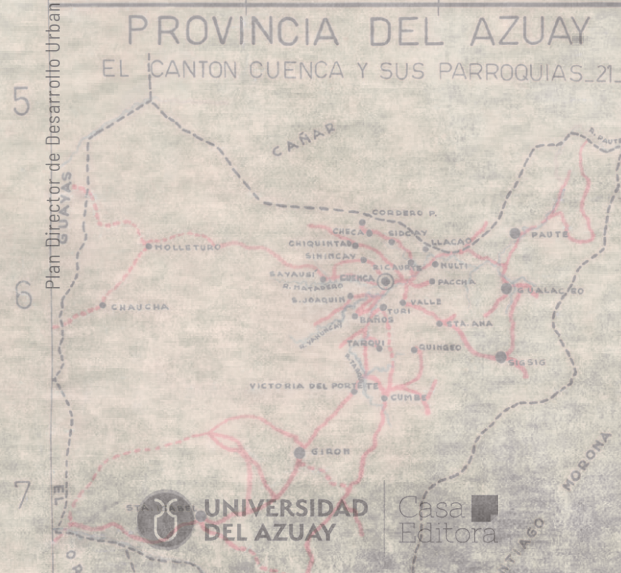 PROVINCIA DEL AZUAY
EL CANTON CUENCA Y SUS PARROQUIAS_21_
Plan Director de Desarrollo Urban
5
CAÑAR
R. PAUTE
GUAYAS
CORDERO P.
CHECA
SIDCAY
PAUTE
CHIQUINTAD
LLACAO
MOLLETURO
SININCAY
RICAURTE
NULTI
SAYAUSI
CUENCA
PACCHA
GUALACEO
6
S. JOAQUIN
VALLE
CHAUCHA
TURI
BAÑOS
STA ANA
TARQUI
QUINGEO
SIGSIG
VICTORIA DEL PORTETE
CUMBE
GIRON
MORONA
7
EL
UNIVERSIDAD
DEL AZUAY
Casa
Editora